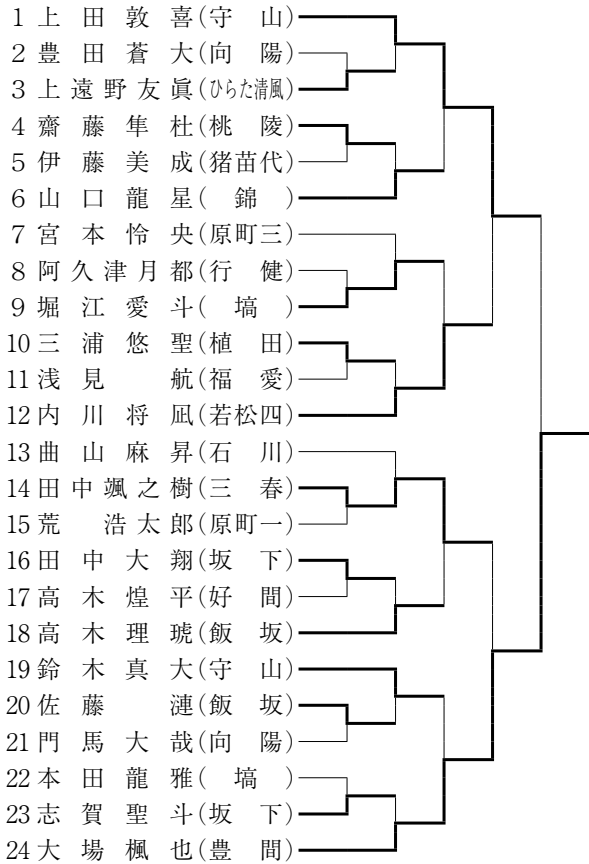 1 上田敦喜(守山)
2 豊田蒼大(向陽)
3 上遠野友眞(ひらた清風)
4 齋藤隼杜(桃陵)
5 伊藤美成(猪苗代)
6 山口龍星(錦)
7 宮本怜央(原町三)
8 阿久津月都(行健)
9 堀江愛斗(塙)
10 三浦悠聖(植田)
11 浅見航(福愛)
12 内川将凪(若松四)
13 曲山麻昇(石川)
14 田中颯之樹(三春)
15 荒浩太郎(原町一)
16 田中大翔(坂下)
17 高木煌平(好間)
18 高木理琥(飯坂)
19 鈴木真大(守山)
20 佐藤漣(飯坂)
21 門馬大哉(向陽)
22 本田龍雅(塙)
23 志賀聖斗(坂下)
24 大場楓也(豊間)